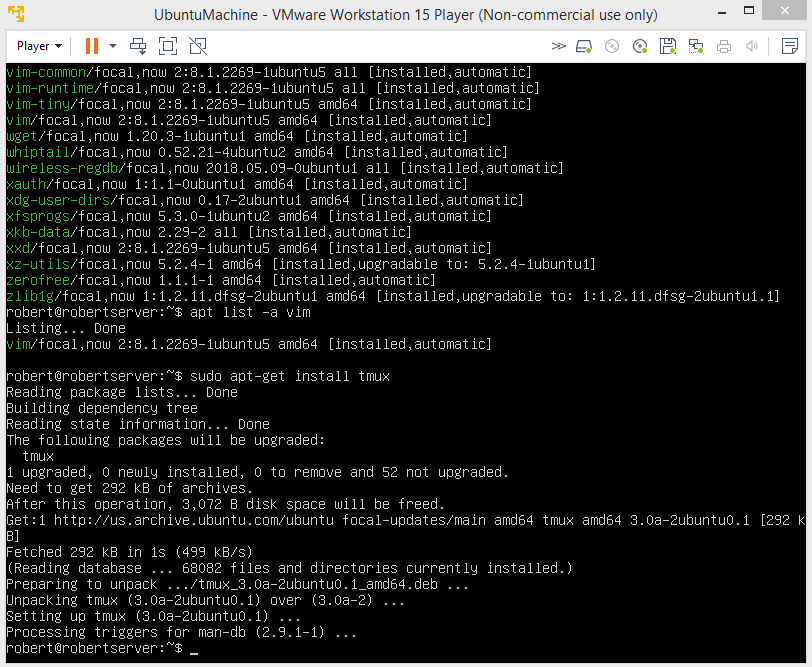 UbuntuMachine - VMware Workstation 15 Player (Non-commercial use only)
Player
vim-common/focal,now 2:8.1.2269-1ubuntu5 all [installed,automatic]
vim-runtime/focal,now 2:8.1.2269-1ubuntu5 all [installed,automatic]
vim-tiny/focal,now 2:8.1.2269-1ubuntu5 amd64 [installed,automatic]
vim/focal,now 2:8.1.2269-1ubuntu5 amd64 [installed,automatic]
wget/focal,now 1.20.3-1ubuntu1 amd64 [installed,automatic]
whiptail/focal,now 0.52.21-4ubuntu2 amd64 [installed,automatic]
wireless-regdb/focal,now 2018.05.09-0ubuntu1 all [installed,automatic]
xauth/focal,now 1:1.1-0ubuntu1 amd64 [installed,automatic]
xdg-user-dirs/focal,now 0.17-2ubuntu1 amd64 [installed,automatic]
xfsprogs/focal,now 5.3.0-1ubuntu2 amd64 [installed,automatic]
xkb-data/focal,now 2.29-2 all [installed,automatic]
xxd/focal,now 2:8.1.2269-1ubuntu5 amd64 [installed,automatic]
xz-utils/focal,now 5.2.4-1 amd64 [installed,upgradable to: 5.2.4-1ubuntu1]
zerofree/focal,now 1.1.1-1 amd64 [installed,automatic]
zlib1g/focal,now 1:1.2.11.dfsg-2ubuntu1 amd64 [installed,upgradable to: 1:1.2.11.dfsg-2ubuntu1.1]
robert@robertserver:~$ apt list -a vim
Listing... Done
vim/focal,now 2:8.1.2269-1ubuntu5 amd64 [installed,automatic]
robert@robertserver:~$ sudo apt-get install tmux
Reading package lists... Done
Building dependency tree
Reading state information... Done
The following packages will be upgraded:
tmux
1 upgraded, 0 newly installed, 0 to remove and 52 not upgraded.
Need to get 292 kB of archives.
After this operation, 3,072 B disk space will be freed.
Get:1 http://us.archive.ubuntu.com/ubuntu focal-updates/main amd64 tmux amd64 3.0a-2ubuntu0.1 [292 k
B]
Fetched 292 kB in 1s (499 kB/s)
(Reading database ... 68082 files and directories currently installed.)
Preparing to unpack .../tmux_3.0a-2ubuntu0.1_amd64.deb ...
Unpacking tmux (3.0a-2ubuntu0.1) over (3.0a-2) ...
Setting up tmux (3.0a-2ubuntu0.1) ...
Processing triggers for man-db (2.9.1-1) ...
robert@robertserver:~$ _